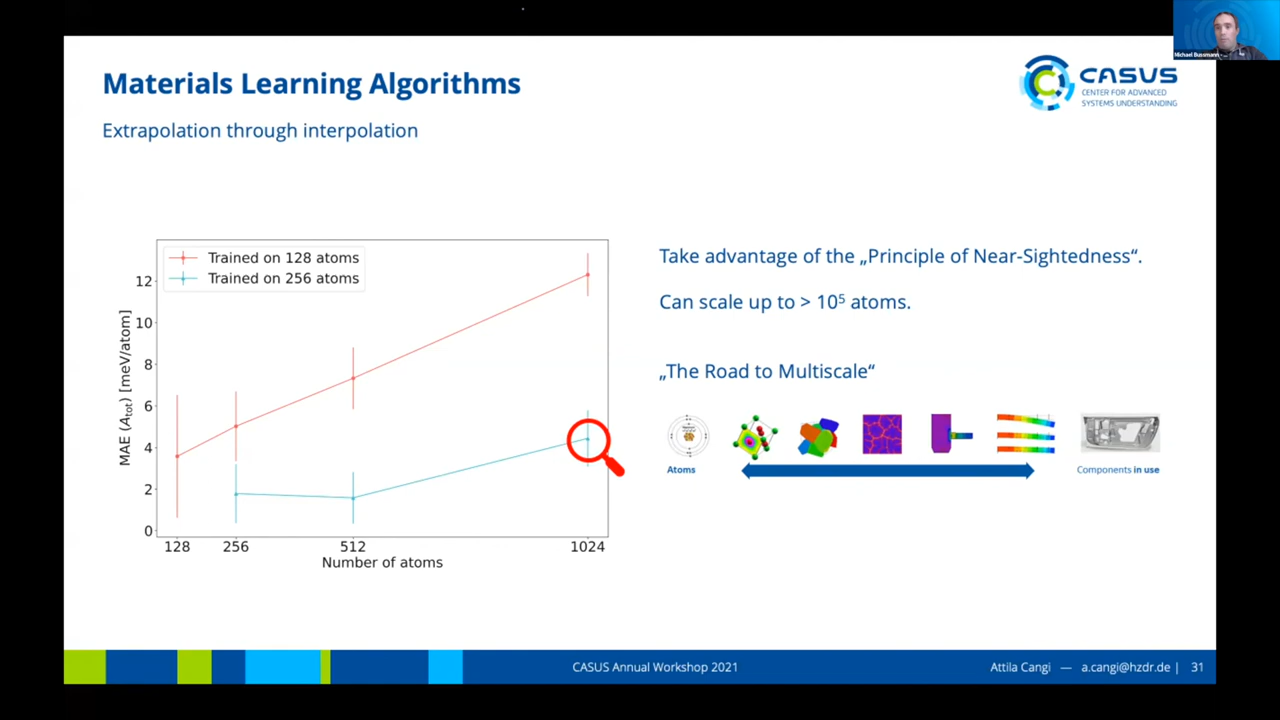 Michael Bussmann
Materials Learning Algorithms
Extrapolation through interpolation
CASUS
CENTER FOR ADVANCED
SYSTEMS UNDERSTANDING
Trained on 128 atoms
Trained on 256 atoms
12
10
8
6
4
2
0
MAE (Atot) [meV/atom]
128 256 512 1024
Number of atoms
Take advantage of the „Principle of Near-Sightedness“.
Can scale up to > 10⁵ atoms.
„The Road to Multiscale“
Atoms
Components in use
CASUS Annual Workshop 2021
Attila Cangi — a.cangi@hzdr.de | 31